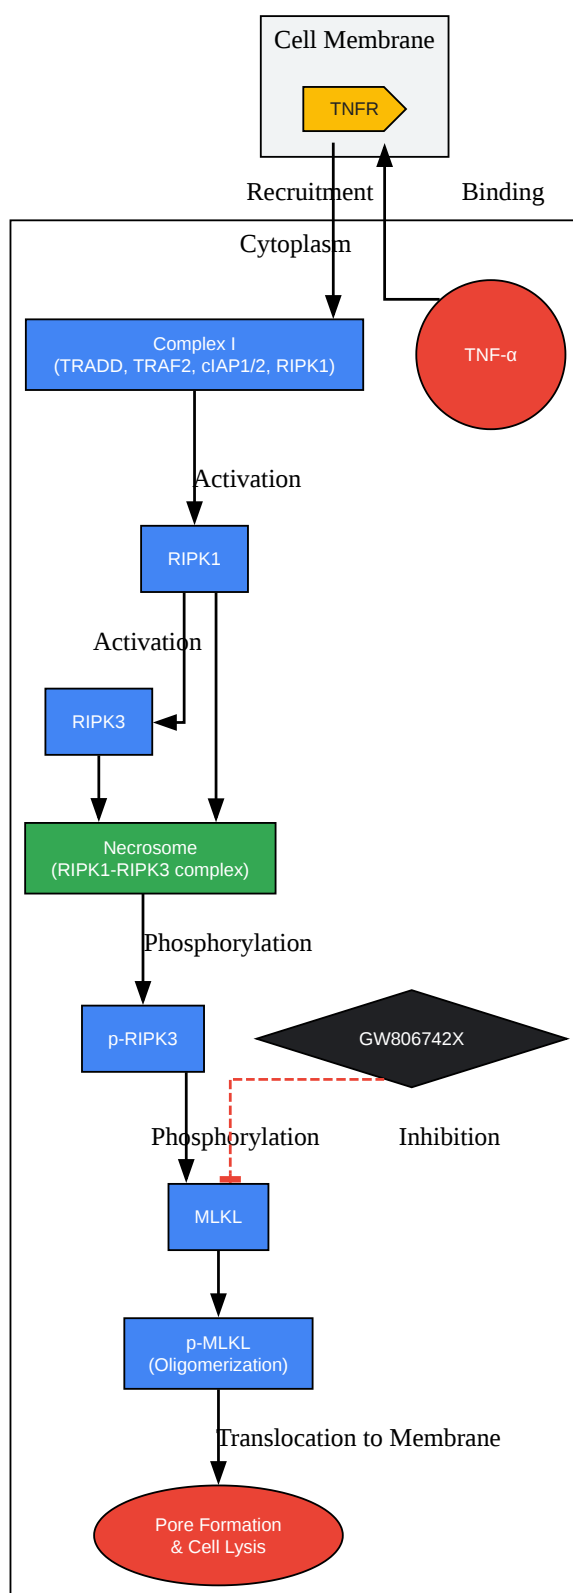 Cell Membrane
TNFR
Recruitment
Binding
Cytoplasm
Complex I
(TRADD, TRAF2, cIAP1/2, RIPK1)
TNF-α
Activation
RIPK1
Activation
RIPK3
Necrosome
(RIPK1-RIPK3 complex)
Phosphorylation
p-RIPK3
GW806742X
Phosphorylation
Inhibition
MLKL
p-MLKL
(Oligomerization)
Translocation to Membrane
Pore Formation
& Cell Lysis